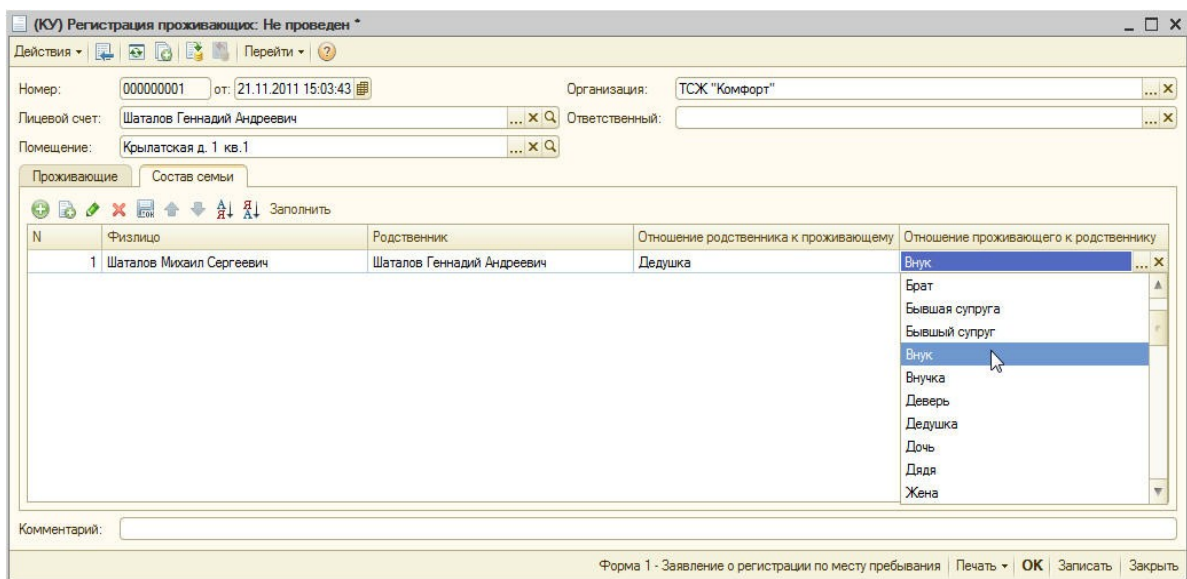 (КУ) Регистрация проживающих: Не проведен *
Действия Перейти
Номер: 000000001 от: 21.11.2011 15:03:43 Организация: ТСЖ "Комфорт" ... X
Лицевой счет: Шаталов Геннадий Андреевич ... X Ответственный: ... X
Помещение: Крылатская д. 1 кв.1 ... X
Проживающие Состав семьи
Заполнить
N Физлицо Родственник Отношение родственника к проживающему Отношение проживающего к родственнику
1 Шаталов Михаил Сергеевич Шаталов Геннадий Андреевич Дедушка Внук ... X
Брат
Бывшая супруга
Бывшый супруг
Внук
Внучка
Деверь
Дедушка
Дочь
Дядя
Жена
Комментарий:
Форма 1 - Заявление о регистрации по месту пребывания Печать OK Записать Закрыть